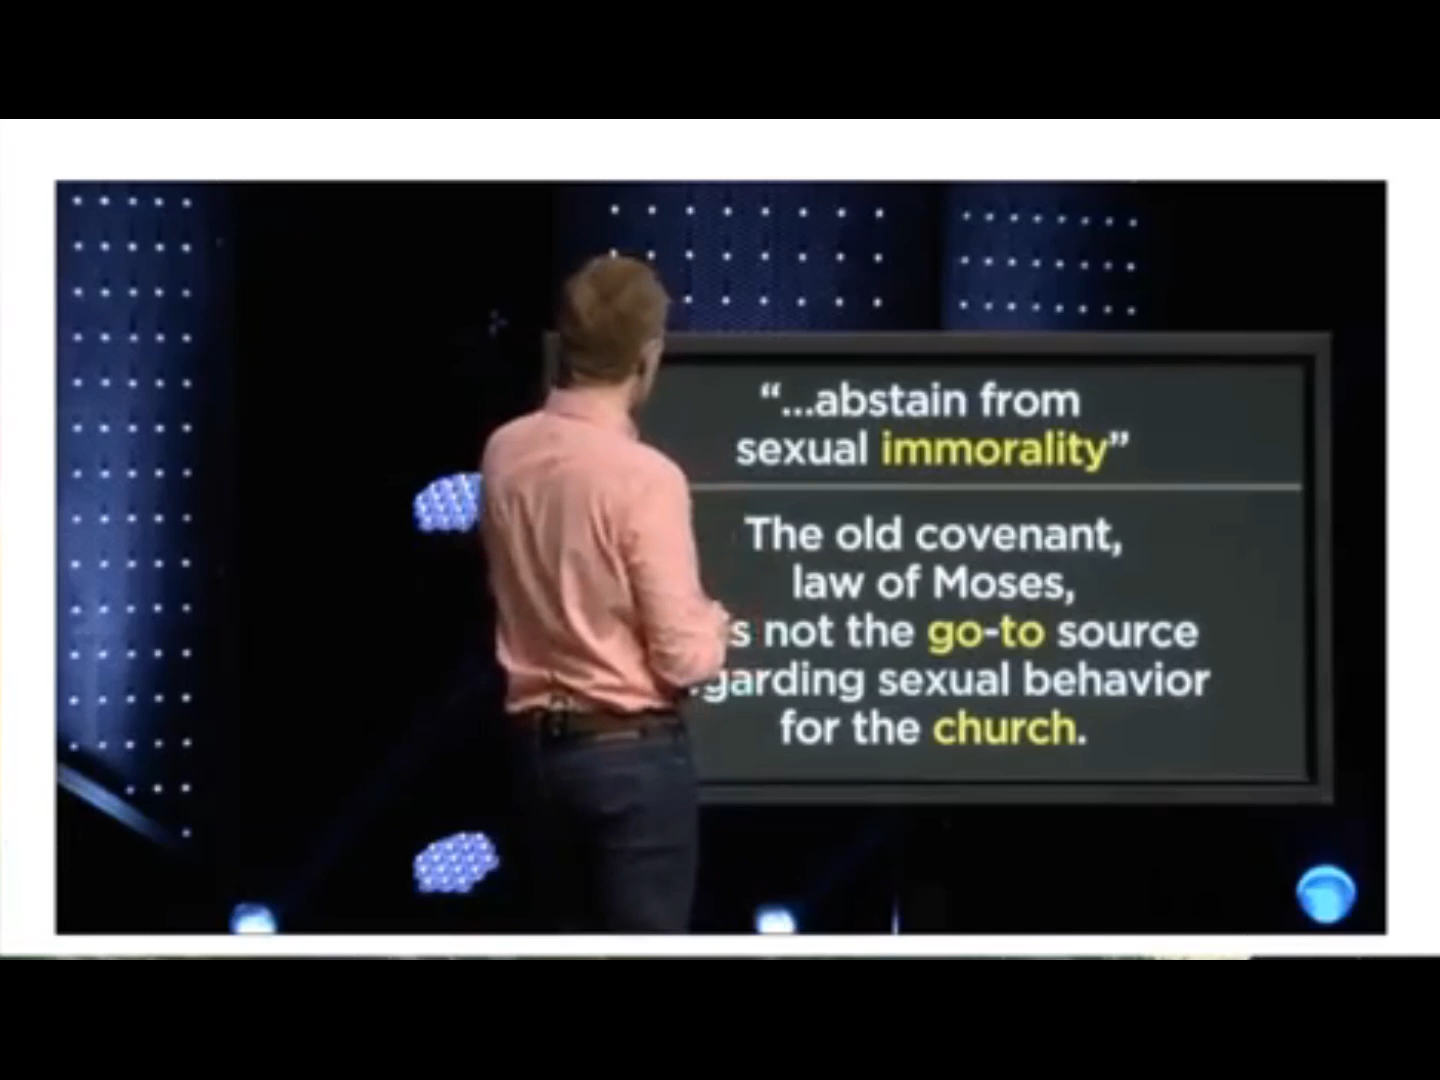 “...abstain from
sexual immorality”
The old covenant,
law of Moses,
not the go-to source
sexual behavior
for the church.